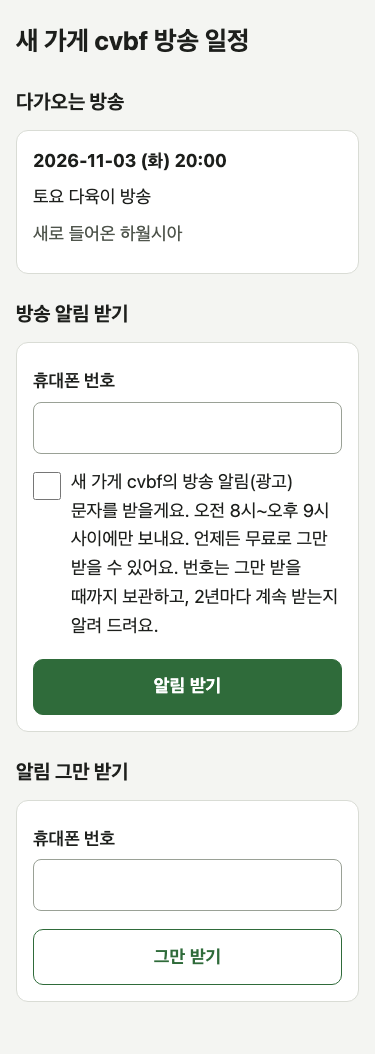 새 가게 cvbf 방송 일정
다가오는 방송
2026-11-03 (화) 20:00
토요 다육이 방송
새로 들어온 하월시아
방송 알림 받기
휴대폰 번호
새 가게 cvbf의 방송 알림(광고)
문자를 받을게요. 오전 8시~오후 9시
사이에만 보내요. 언제든 무료로 그만
받을 수 있어요. 번호는 그만 받을
때까지 보관하고, 2년마다 계속 받는지
알려 드려요.
알림 받기
알림 그만 받기
휴대폰 번호
그만 받기